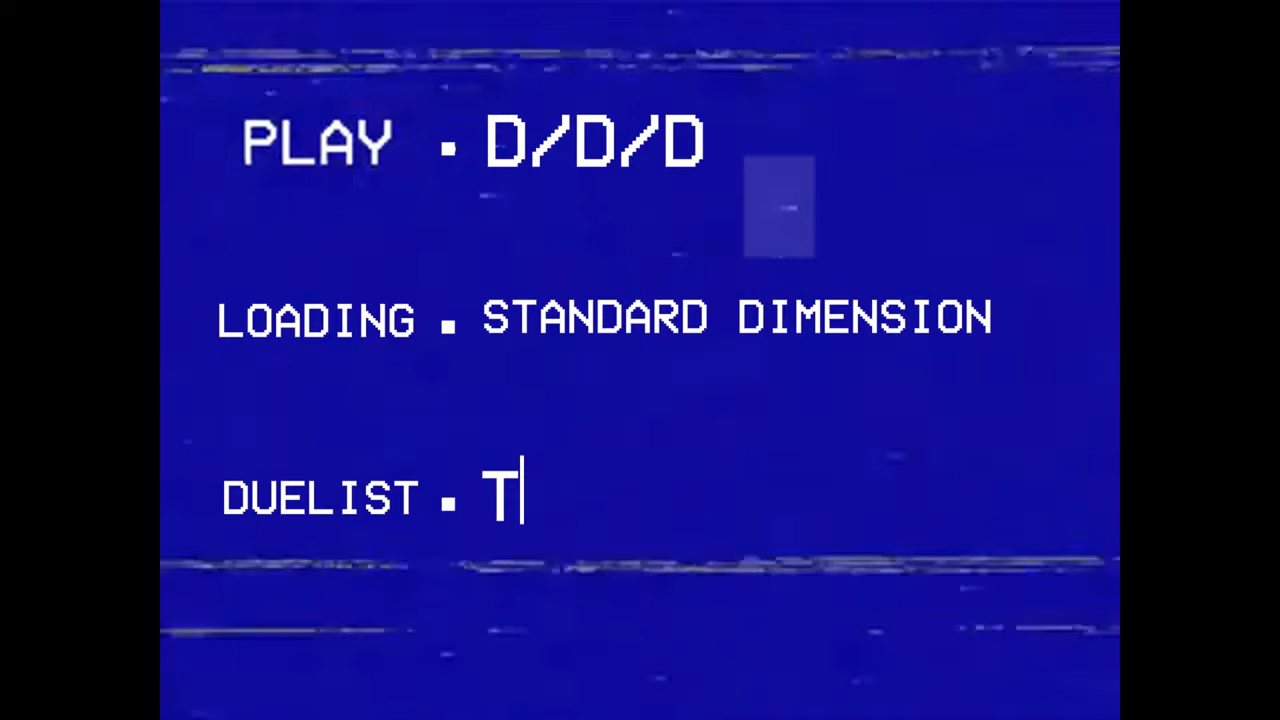 PLAY . D/D/D
LOADING . STANDARD DIMENSION
DUELIST . T